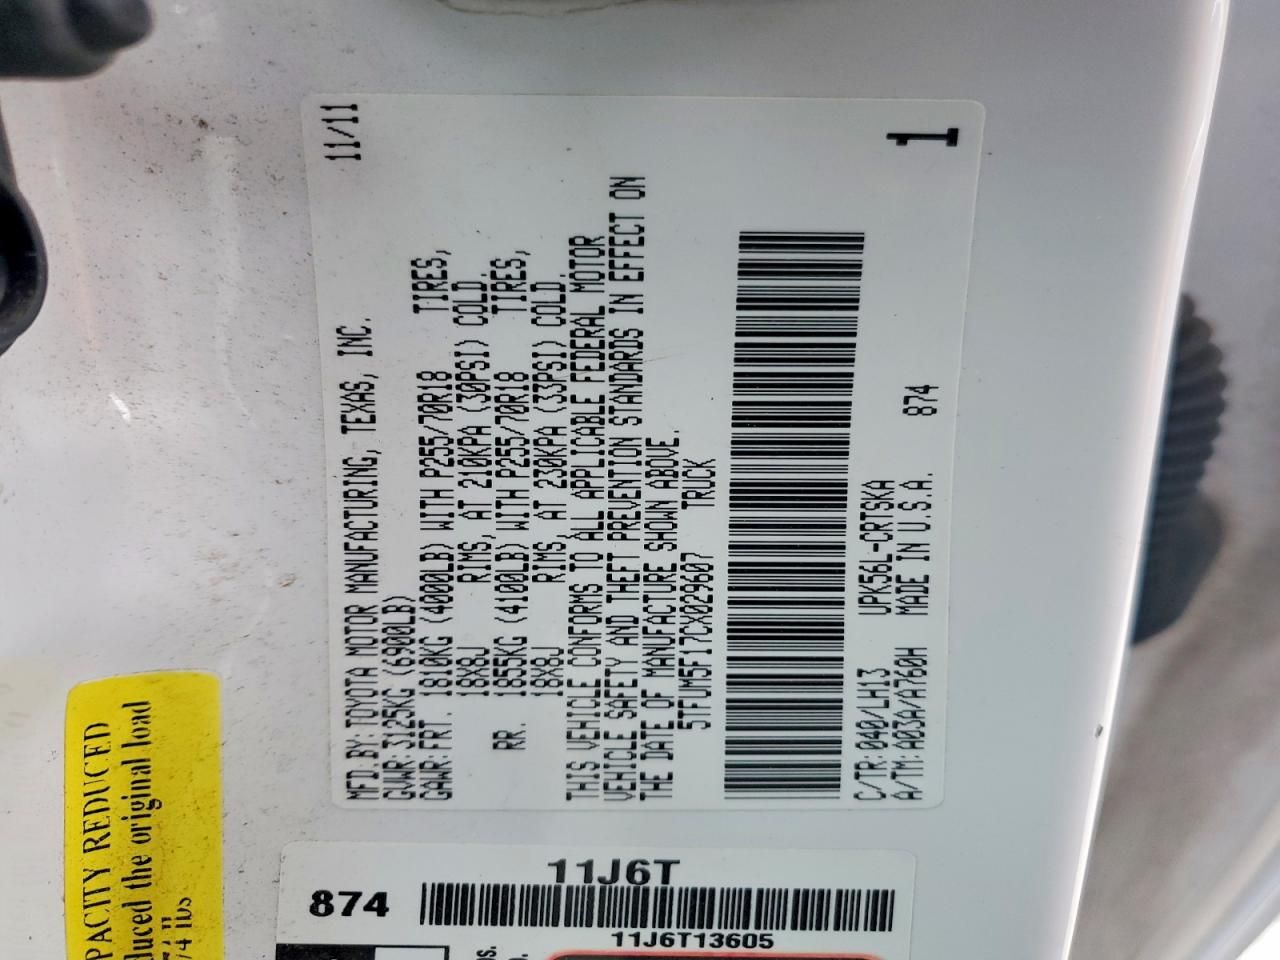 MFD.BY:TOYOTA MOTOR MANUFACTURING, TEXAS, INC. 11/11
GVWR:3125KG(6900LB)
GAWR:FRT. 1810KG (4000LB) WITH P255/70R18 TIRES,
18X8J RIMS, AT 210KPA (30PSI) COLD.
RR. 1855KG (4100LB) WITH P255/70R18 TIRES,
18X8J RIMS, AT 230KPA (33PSI) COLD.
THIS VEHICLE CONFORMS TO ALL APPLICABLE FEDERAL MOTOR
VEHICLE SAFETY AND THEFT PREVENTION STANDARDS IN EFFECT ON
THE DATE OF MANUFACTURE SHOWN ABOVE.
5TFUM5F17CX029607 TRUCK
C/TR:040/LH13 UPK56L-CRTSKA
A/TM:A03A/A760H MADE IN U.S.A. 874
1
PACITY REDUCED
duced the original load
11J6T
874
11J6T13605